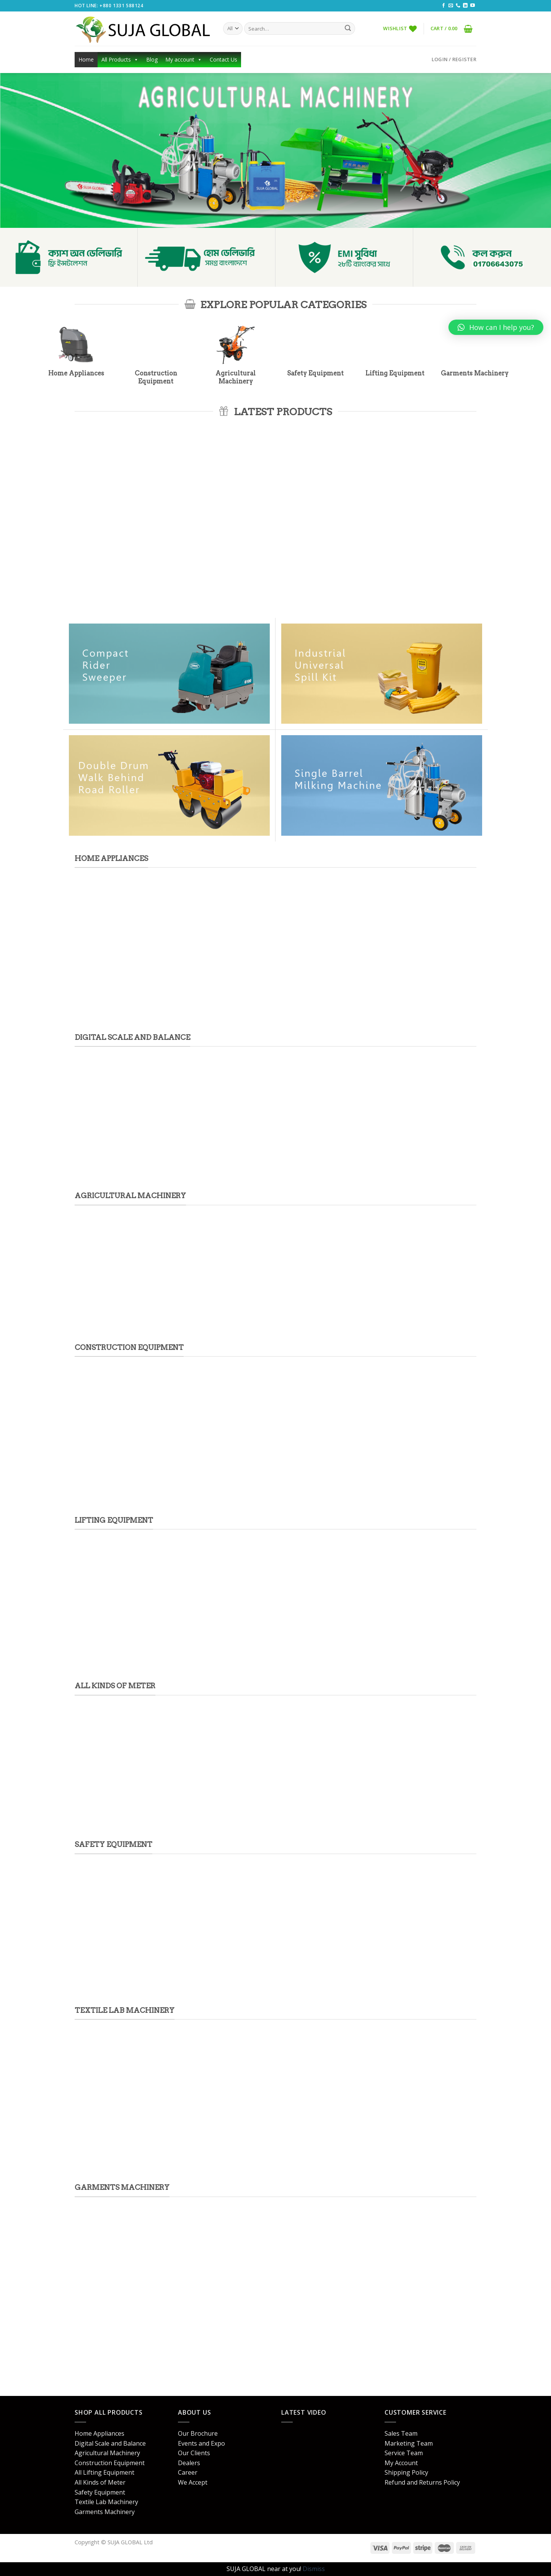 HOT LINE: +880 1331 588124
SUJA GLOBAL
All
Search…
WISHLIST
CART / 0.00
Home
All Products
Blog
My account
Contact Us
LOGIN / REGISTER
AGRICULTURAL MACHINERY
SUJA GLOBAL
ক্যাশ অন ডেলিভারি
ফ্রি ইন্সটলেশন
হোম ডেলিভারি
সমগ্র বাংলাদেশে
EMI সুবিধা
২৮টি ব্যাংকের সাথে
কল করুন
01706643075
EXPLORE POPULAR CATEGORIES
How can I help you?
Home Appliances
Construction Equipment
Agricultural Machinery
Safety Equipment
Lifting Equipment
Garments Machinery
LATEST PRODUCTS
Compact
Rider
Sweeper
Industrial
Universal
Spill Kit
Double Drum
Walk Behind
Road Roller
Single Barrel
Milking Machine
HOME APPLIANCES
DIGITAL SCALE AND BALANCE
AGRICULTURAL MACHINERY
CONSTRUCTION EQUIPMENT
LIFTING EQUIPMENT
ALL KINDS OF METER
SAFETY EQUIPMENT
TEXTILE LAB MACHINERY
GARMENTS MACHINERY
SHOP ALL PRODUCTS
Home Appliances
Digital Scale and Balance
Agricultural Machinery
Construction Equipment
All Lifting Equipment
All Kinds of Meter
Safety Equipment
Textile Lab Machinery
Garments Machinery
ABOUT US
Our Brochure
Events and Expo
Our Clients
Dealers
Career
We Accept
LATEST VIDEO
CUSTOMER SERVICE
Sales Team
Marketing Team
Service Team
My Account
Shipping Policy
Refund and Returns Policy
Copyright © SUJA GLOBAL Ltd
VISA
PayPal
stripe
MasterCard
SUJA GLOBAL near at you! Dismiss